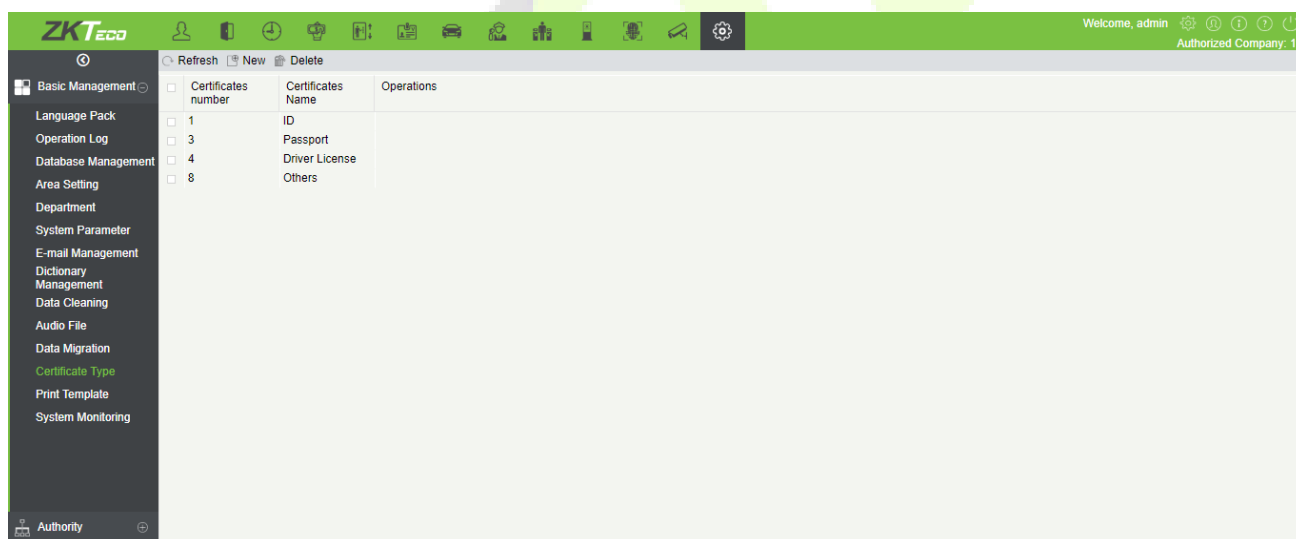 ZKTeco
Welcome, admin
Authorized Company: 1
Refresh New Delete
Basic Management
Language Pack
Operation Log
Database Management
Area Setting
Department
System Parameter
E-mail Management
Dictionary
Management
Data Cleaning
Audio File
Data Migration
Certificate Type
Print Template
System Monitoring
Authority
Certificates
number
Certificates
Name
Operations
1 ID
3 Passport
4 Driver License
8 Others